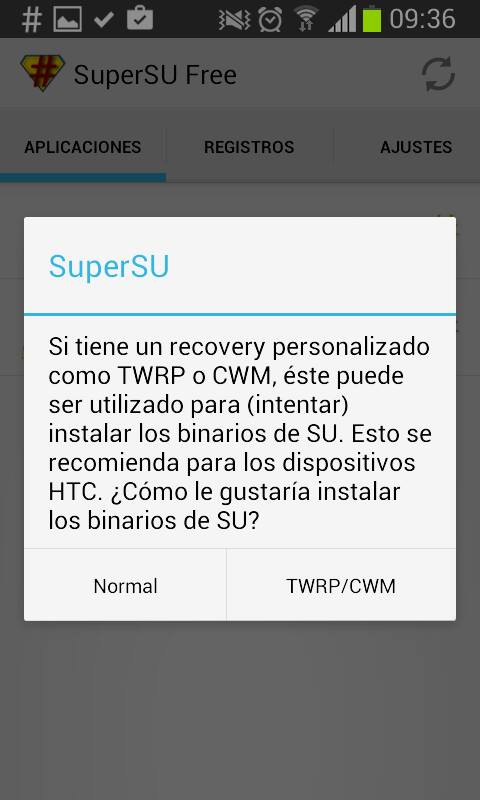 # 09:36
# SuperSU Free
APLICACIONES REGISTROS AJUSTES
SuperSU
Si tiene un recovery personalizado
como TWRP o CWM, éste puede
ser utilizado para (intentar)
instalar los binarios de SU. Esto se
recomienda para los dispositivos
HTC. ¿Cómo le gustaría instalar
los binarios de SU?
Normal TWRP/CWM